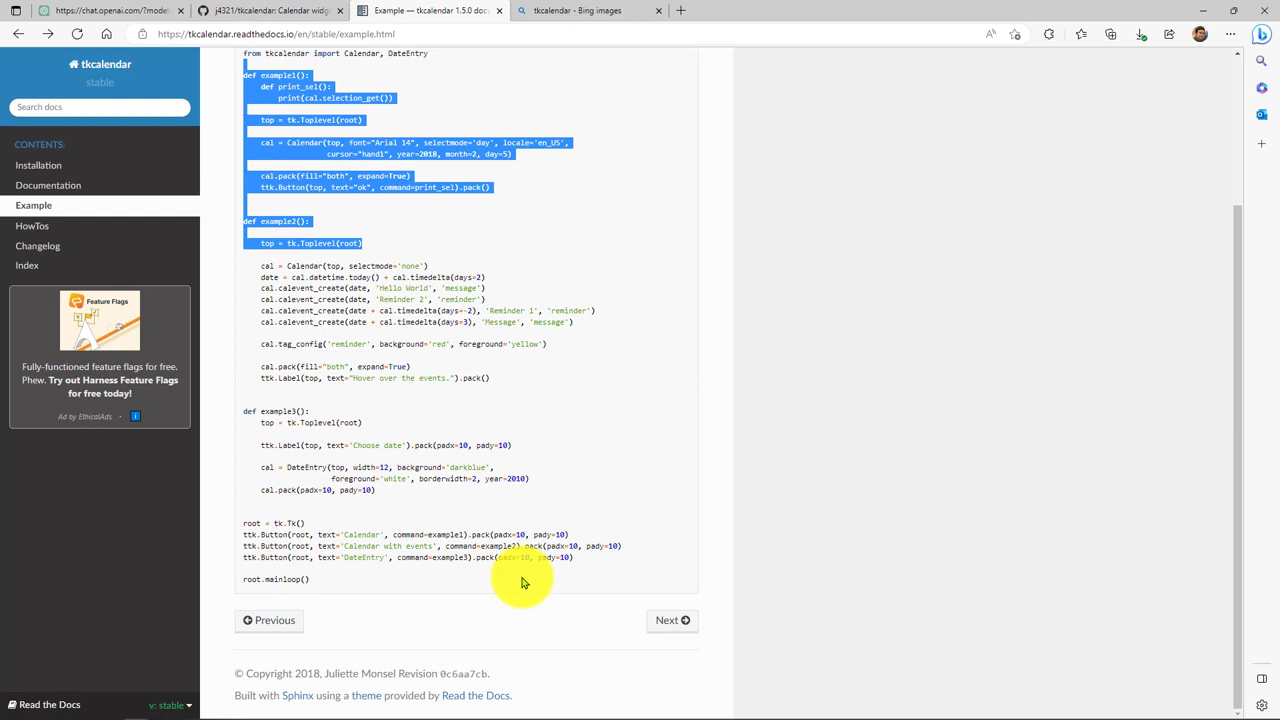 https://chat.openai.com/?model=
j4321/tkcalendar: Calendar widge
Example — tkcalendar 1.5.0 docu
tkcalendar - Bing images
https://tkcalendar.readthedocs.io/en/stable/example.html
tkcalendar
stable
Search docs
CONTENTS:
Installation
Documentation
Example
HowTos
Changelog
Index
Feature Flags
Fully-functioned feature flags for free.
Phew. Try out Harness Feature Flags
for free today!
Ad by EthicalAds ·
Read the Docs
v: stable
from tkcalendar import Calendar, DateEntry
def example1():
def print_sel():
print(cal.selection_get())
top = tk.Toplevel(root)
cal = Calendar(top, font="Arial 14", selectmode='day', locale='en_US',
cursor="hand1", year=2018, month=2, day=5)
cal.pack(fill="both", expand=True)
ttk.Button(top, text="ok", command=print_sel).pack()
def example2():
top = tk.Toplevel(root)
cal = Calendar(top, selectmode='none')
date = cal.datetime.today() + cal.timedelta(days=2)
cal.calevent_create(date, 'Hello World', 'message')
cal.calevent_create(date, 'Reminder 2', 'reminder')
cal.calevent_create(date + cal.timedelta(days=-2), 'Reminder 1', 'reminder')
cal.calevent_create(date + cal.timedelta(days=3), 'Message', 'message')
cal.tag_config('reminder', background='red', foreground='yellow')
cal.pack(fill="both", expand=True)
ttk.Label(top, text="Hover over the events.").pack()
def example3():
top = tk.Toplevel(root)
ttk.Label(top, text='Choose date').pack(padx=10, pady=10)
cal = DateEntry(top, width=12, background='darkblue',
foreground='white', borderwidth=2, year=2010)
cal.pack(padx=10, pady=10)
root = tk.Tk()
ttk.Button(root, text='Calendar', command=example1).pack(padx=10, pady=10)
ttk.Button(root, text='Calendar with events', command=example2).pack(padx=10, pady=10)
ttk.Button(root, text='DateEntry', command=example3).pack(padx=10, pady=10)
root.mainloop()
Previous
Next
© Copyright 2018, Juliette Monsel Revision 0c6aa7cb.
Built with Sphinx using a theme provided by Read the Docs.